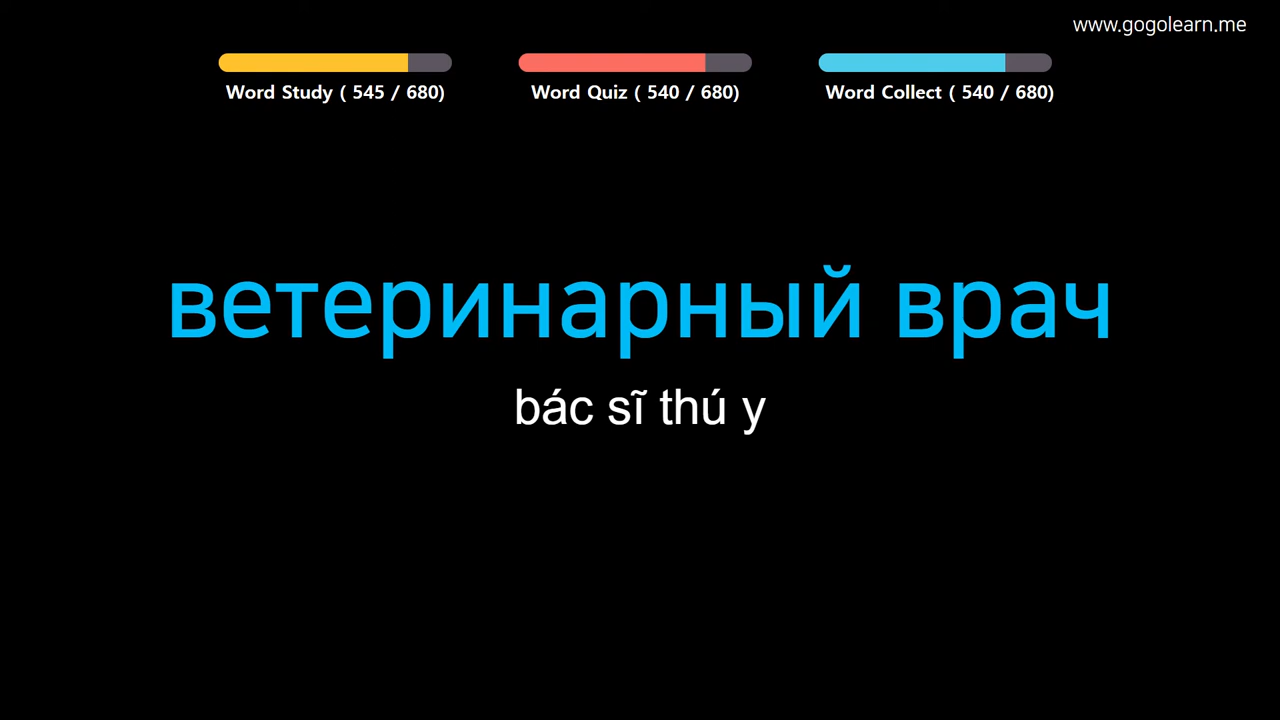 www.gogolearn.me
Word Study ( 545 / 680)
Word Quiz ( 540 / 680)
Word Collect ( 540 / 680)
ветеринарный врач
bác sĩ thú y